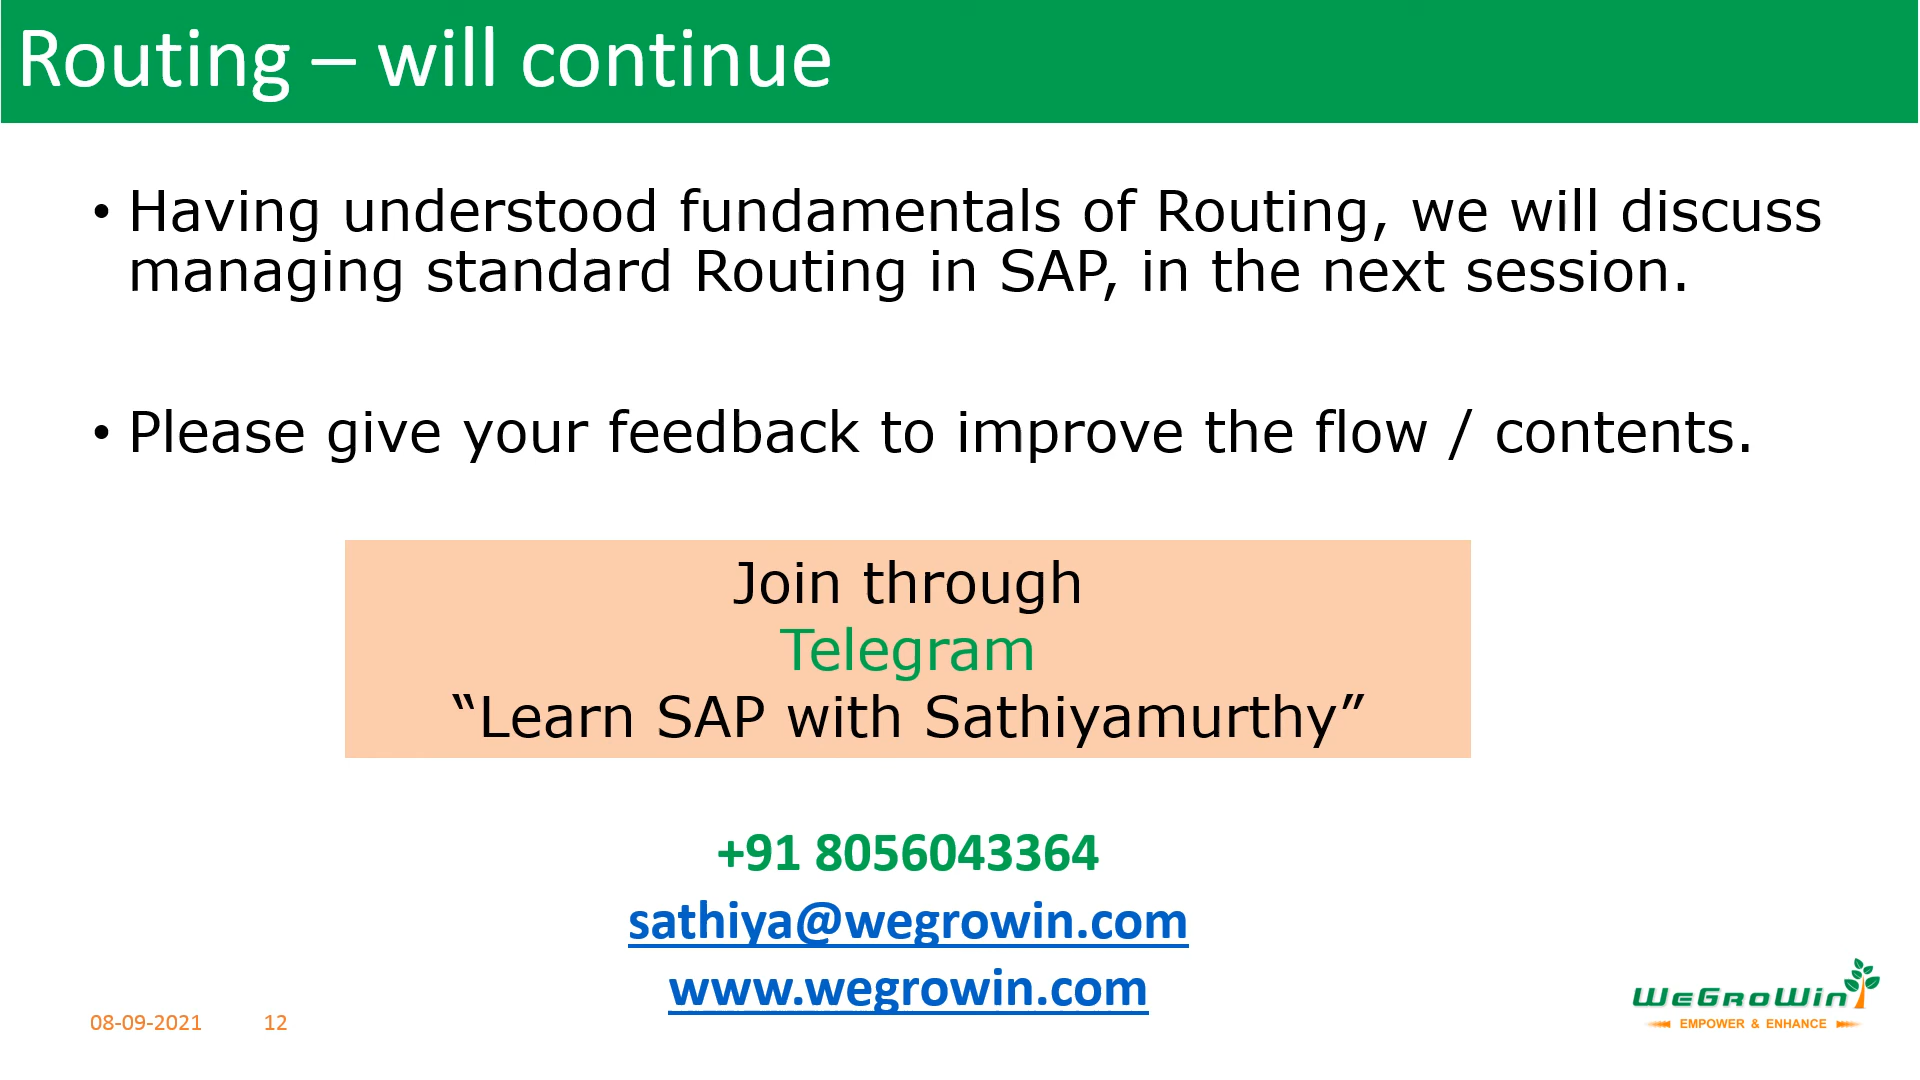 Routing – will continue
• Having understood fundamentals of Routing, we will discuss
managing standard Routing in SAP, in the next session.
• Please give your feedback to improve the flow / contents.
Join through
Telegram
“Learn SAP with Sathiyamurthy”
+91 8056043364
sathiya@wegrowin.com
www.wegrowin.com
08-09-2021 12
WeGroWin
EMPOWER & ENHANCE